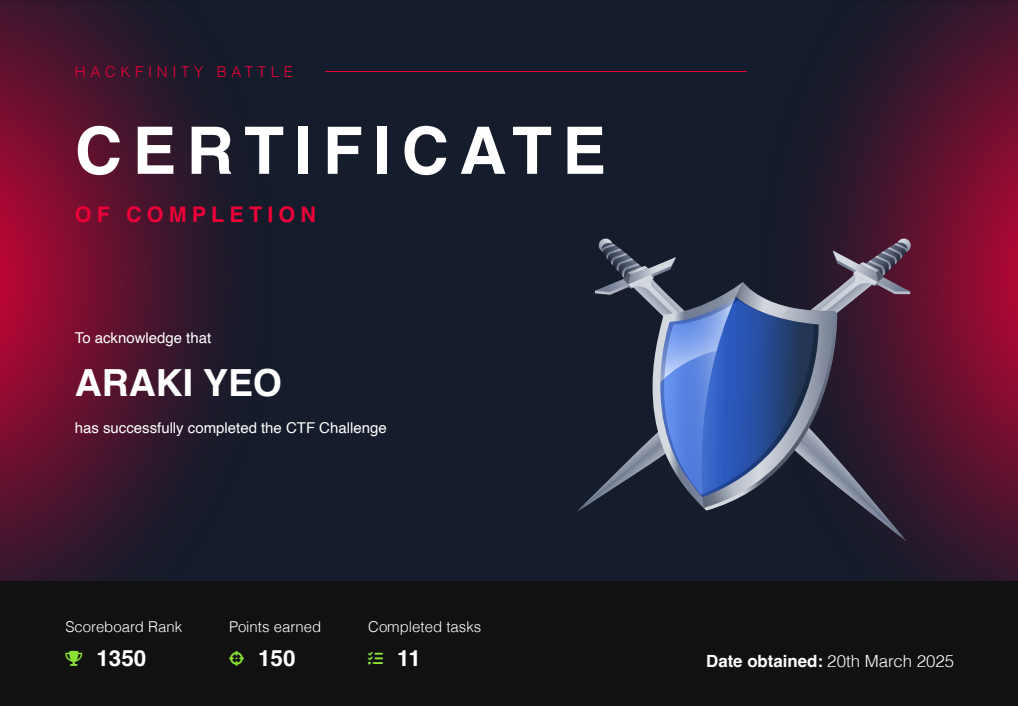 HACKFINITY BATTLE
CERTIFICATE
OF COMPLETION
To acknowledge that
ARAKI YEO
has successfully completed the CTF Challenge
Scoreboard Rank
1350
Points earned
150
Completed tasks
11
Date obtained: 20th March 2025